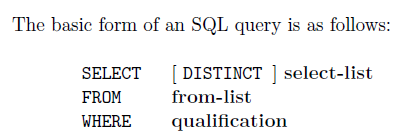 The basic form of an SQL query is as follows:
SELECT [ DISTINCT ] select-list
FROM from-list
WHERE qualification